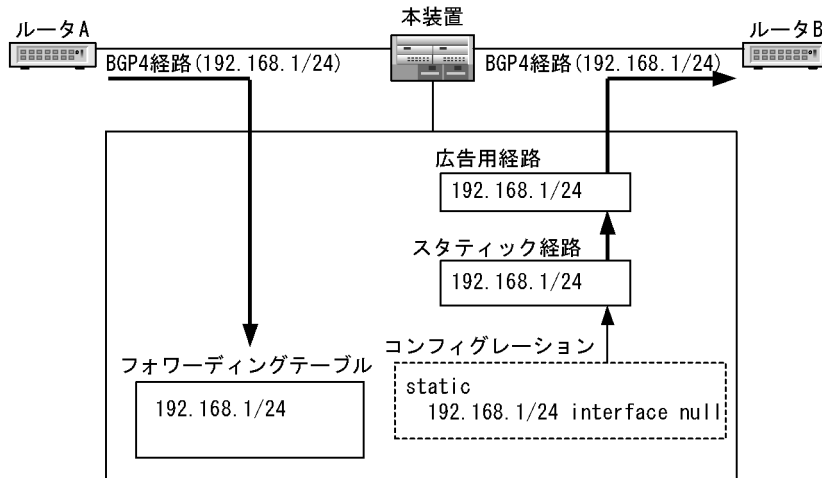 ルータA
本装置
ルータB
BGP4経路(192.168.1/24)
BGP4経路(192.168.1/24)
広告用経路
192.168.1/24
スタティック経路
192.168.1/24
コンフィグレーション
フォワーディングテーブル
static
192.168.1/24 interface null
192.168.1/24